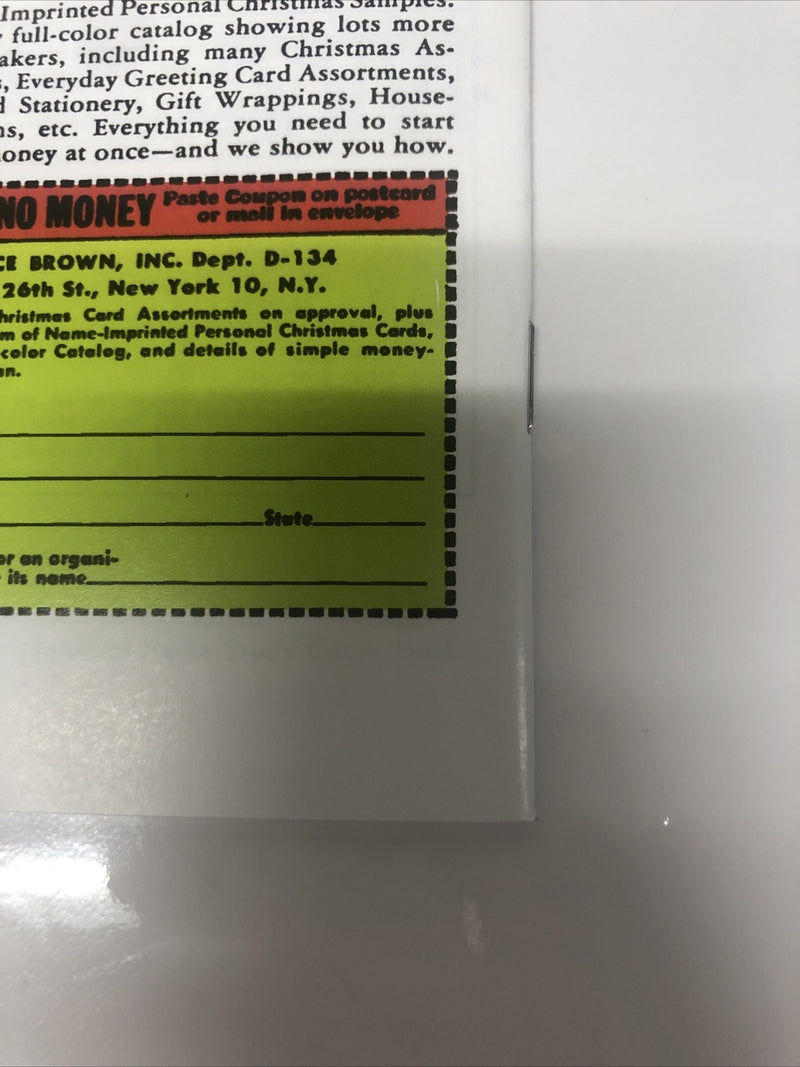 Imprinted Personal Christmas Samples.
full-color catalog showing lots more
akers, including many Christmas As-
s, Everyday Greeting Card Assortments,
d Stationery, Gift Wrappings, House-
ns, etc. Everything you need to start
oney at once—and we show you how.
NO MONEY Paste Coupon on postcard
or mail in envelope
CE BROWN, INC. Dept. D-134
26th St., New York 10, N.Y.
hristmas Card Assortments on approval, plus
m of Name-Imprinted Personal Christmas Cards,
color Catalog, and details of simple money-
an.
State
or an organi-
its name